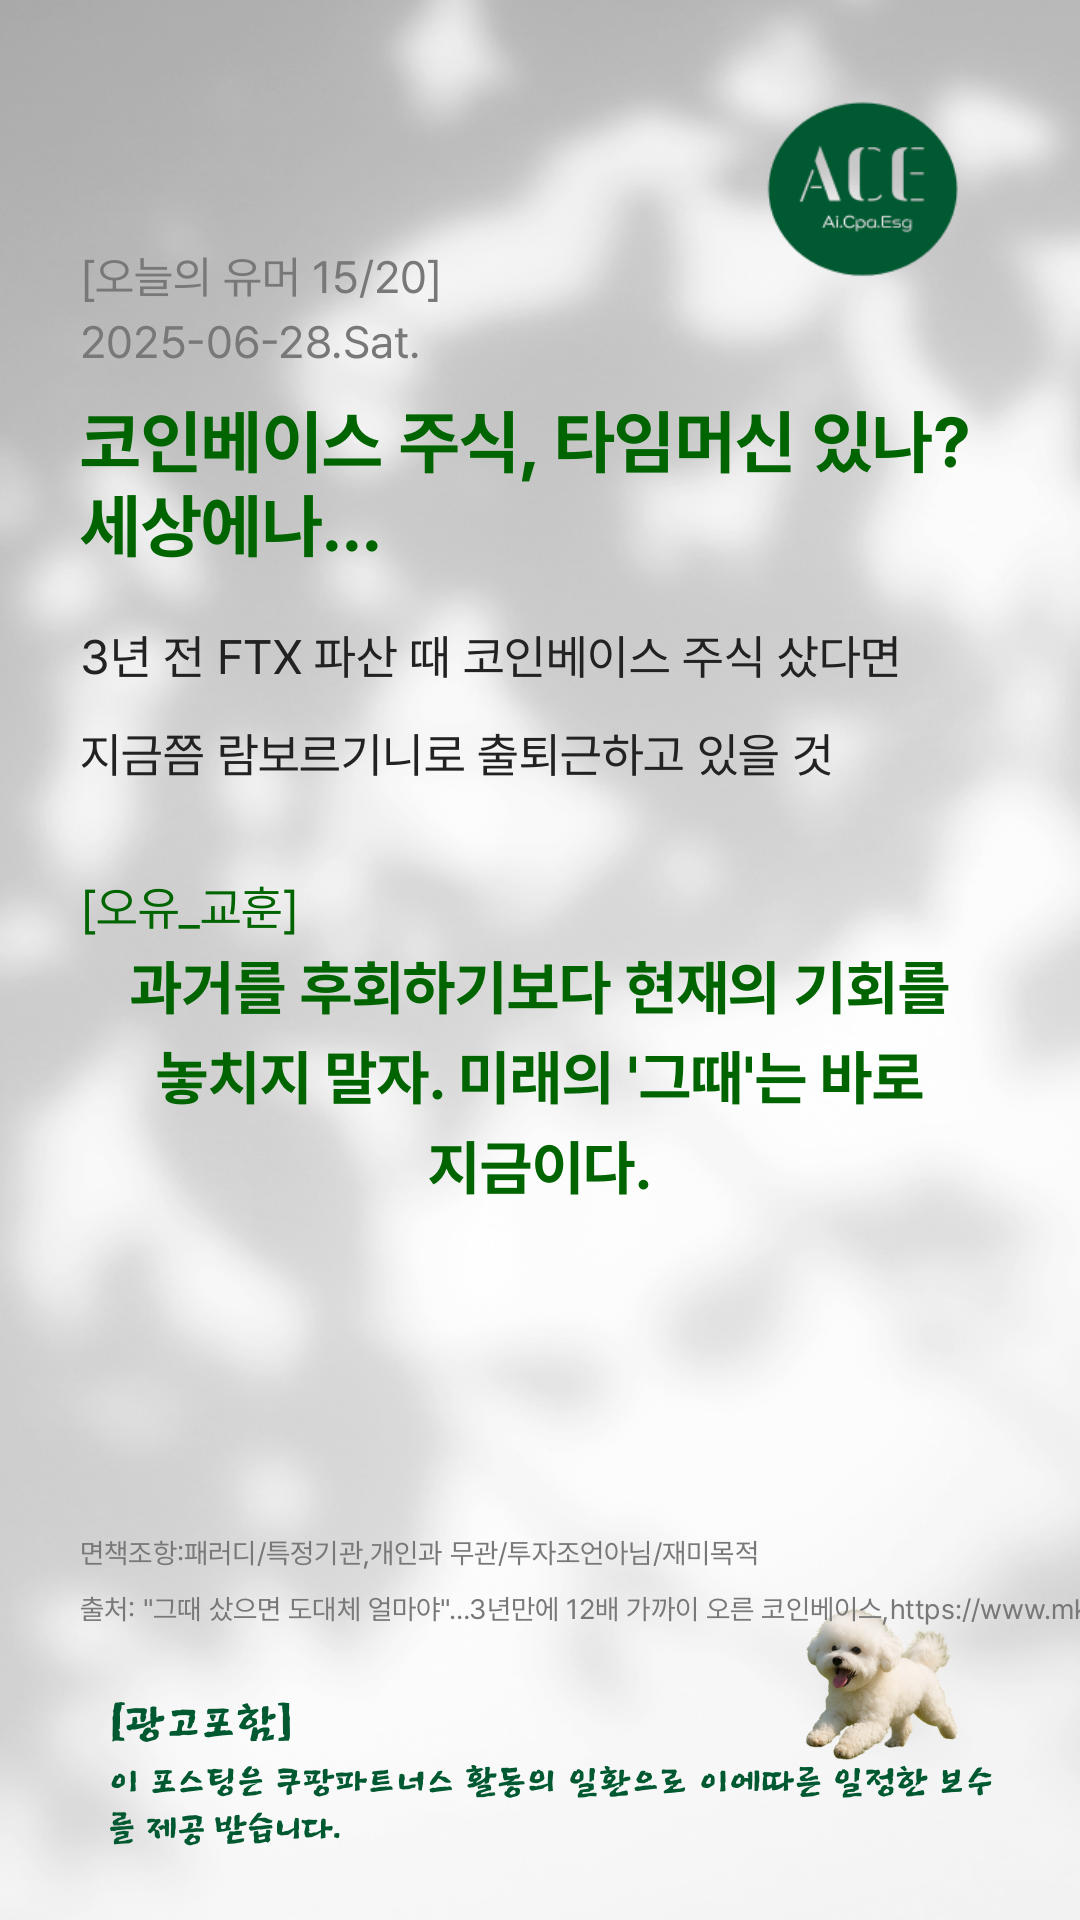 ACE
Ai.Cpa.Esg
[오늘의 유머 15/20]
2025-06-28.Sat.
코인베이스 주식, 타임머신 있나?
세상에나...
3년 전 FTX 파산 때 코인베이스 주식 샀다면
지금쯤 람보르기니로 출퇴근하고 있을 것
[오유_교훈]
과거를 후회하기보다 현재의 기회를
놓치지 말자. 미래의 '그때'는 바로
지금이다.
면책조항:패러디/특정기관,개인과 무관/투자조언아님/재미목적
출처: "그때 샀으면 도대체 얼마야"...3년만에 12배 가까이 오른 코인베이스,https://www.mk
[광고포함]
이 포스팅은 쿠팡파트너스 활동의 일환으로 이에따른 일정한 보수
를 제공 받습니다.